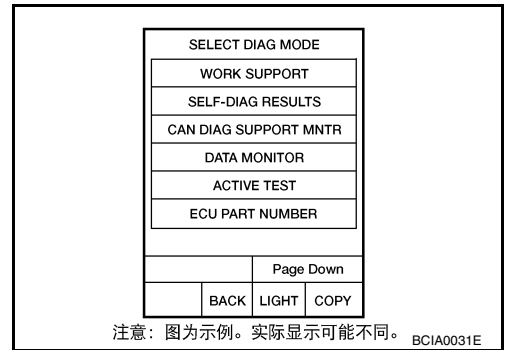 SELECT DIAG MODE
WORK SUPPORT
SELF-DIAG RESULTS
CAN DIAG SUPPORT MNTR
DATA MONITOR
ACTIVE TEST
ECU PART NUMBER
Page Down
BACK LIGHT COPY
注意：图为示例。实际显示可能不同。 BCIA0031E